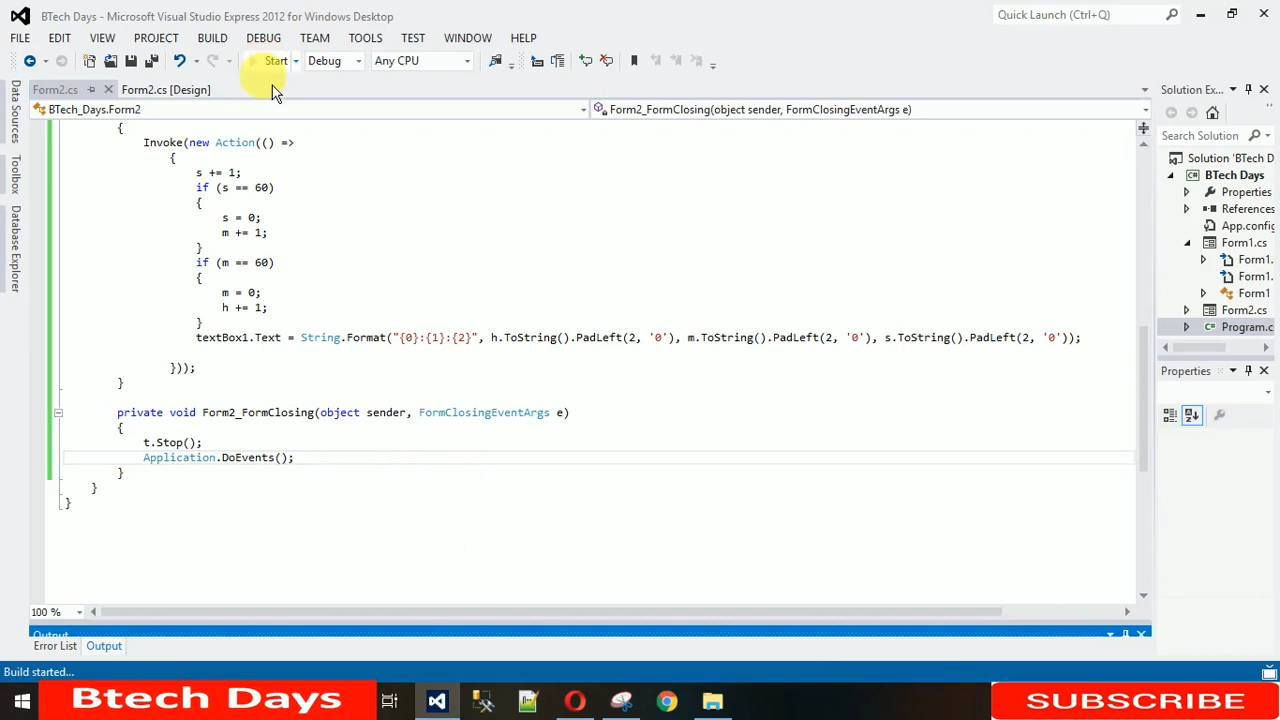 BTech Days - Microsoft Visual Studio Express 2012 for Windows Desktop
Quick Launch (Ctrl+Q)
FILE EDIT VIEW PROJECT BUILD DEBUG TEAM TOOLS TEST WINDOW HELP
Start Debug Any CPU
Form2.cs Form2.cs [Design]
BTech_Days.Form2
Form2_FormClosing(object sender, FormClosingEventArgs e)
Data Sources
Toolbox
Database Explorer
{
Invoke(new Action(() =>
{
s += 1;
if (s == 60)
{
s = 0;
m += 1;
}
if (m == 60)
{
m = 0;
h += 1;
}
textBox1.Text = String.Format("{0}:{1}:{2}", h.ToString().PadLeft(2, '0'), m.ToString().PadLeft(2, '0'), s.ToString().PadLeft(2, '0'));
}));
}
private void Form2_FormClosing(object sender, FormClosingEventArgs e)
{
t.Stop();
Application.DoEvents();
}
}
}
100 %
Solution Ex...
Search Solution
Solution 'BTech D
BTech Days
Properties
References
App.config
Form1.cs
Form1.
Form1.
Form1
Form2.cs
Program.c
Properties
Output
Error List Output
Build started...
Btech Days
SUBSCRIBE